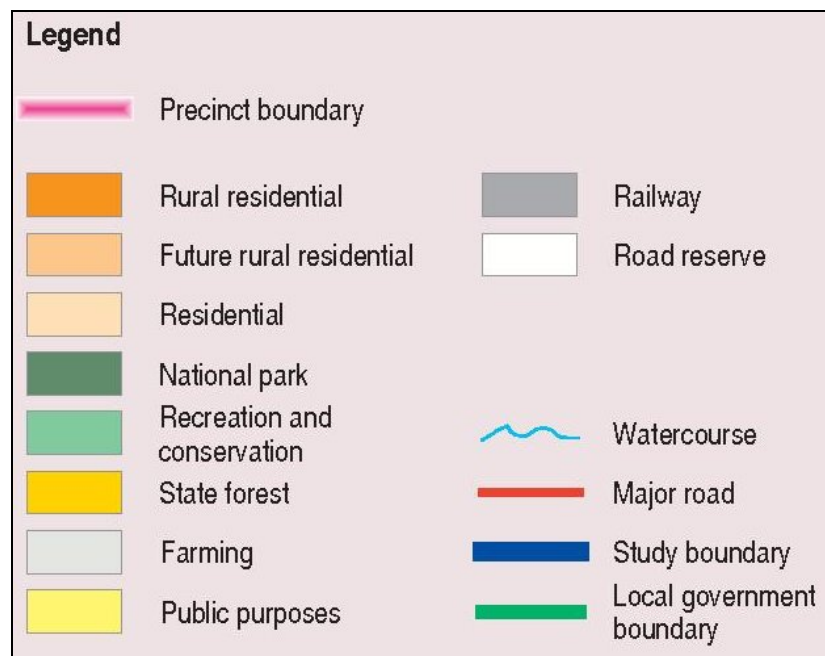 Legend
Precinct boundary
Rural residential
Future rural residential
Residential
National park
Recreation and
conservation
State forest
Farming
Public purposes
Railway
Road reserve
Watercourse
Major road
Study boundary
Local government
boundary